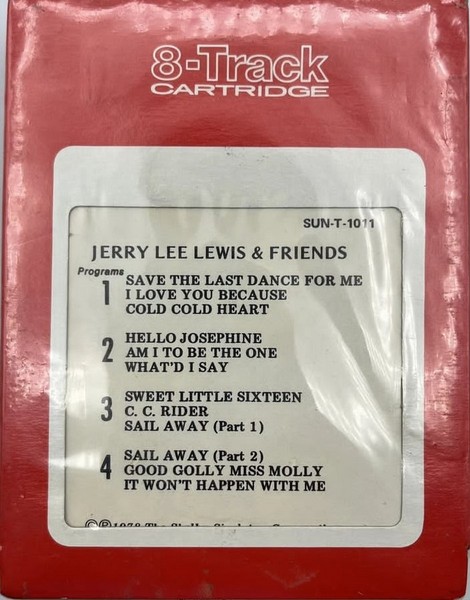 8-Track
CARTRIDGE
SUN-T-1011
JERRY LEE LEWIS & FRIENDS
Programs
1 SAVE THE LAST DANCE FOR ME
I LOVE YOU BECAUSE
COLD COLD HEART
2 HELLO JOSEPHINE
AM I TO BE THE ONE
WHAT'D I SAY
3 SWEET LITTLE SIXTEEN
C. C. RIDER
SAIL AWAY (Part 1)
4 SAIL AWAY (Part 2)
GOOD GOLLY MISS MOLLY
IT WON'T HAPPEN WITH ME
©℗1978 The